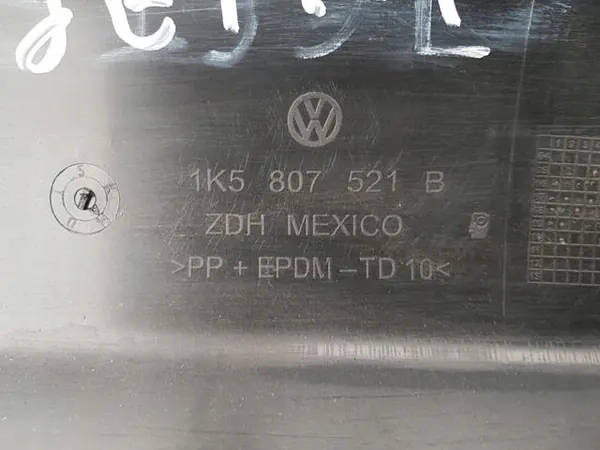 1K5 807 521 B
ZDH MEXICO
>PP + EPDM-TD 10<